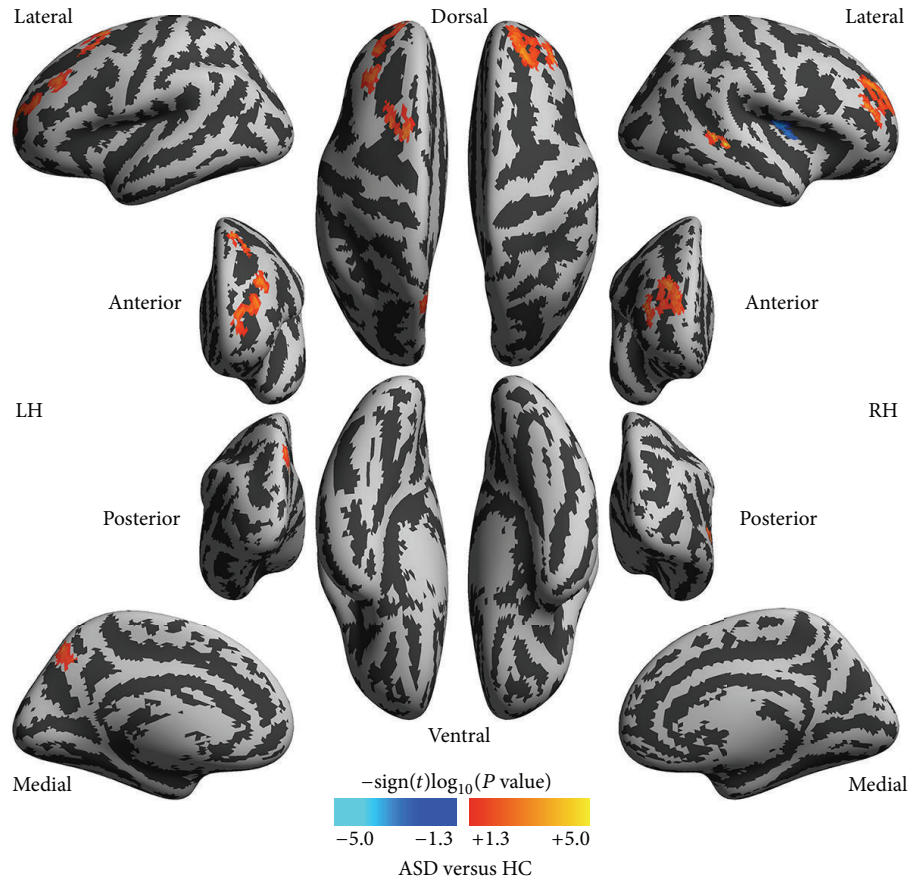 Lateral
Dorsal
Lateral
Anterior
Anterior
LH
RH
Posterior
Posterior
Ventral
Medial
Medial
−sign(t)log₁₀(P value)
−5.0 −1.3 +1.3 +5.0
ASD versus HC